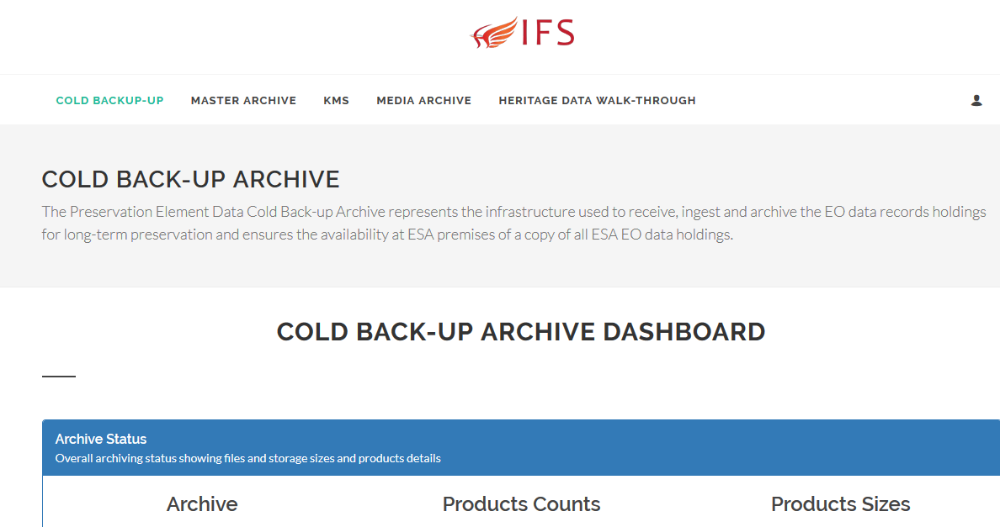 IFS
COLD BACKUP-UP MASTER ARCHIVE KMS MEDIA ARCHIVE HERITAGE DATA WALK-THROUGH
COLD BACK-UP ARCHIVE
The Preservation Element Data Cold Back-up Archive represents the infrastructure used to receive, ingest and archive the EO data records holdings
for long-term preservation and ensures the availability at ESA premises of a copy of all ESA EO data holdings.
COLD BACK-UP ARCHIVE DASHBOARD
Archive Status
Overall archiving status showing files and storage sizes and products details
Archive Products Counts Products Sizes